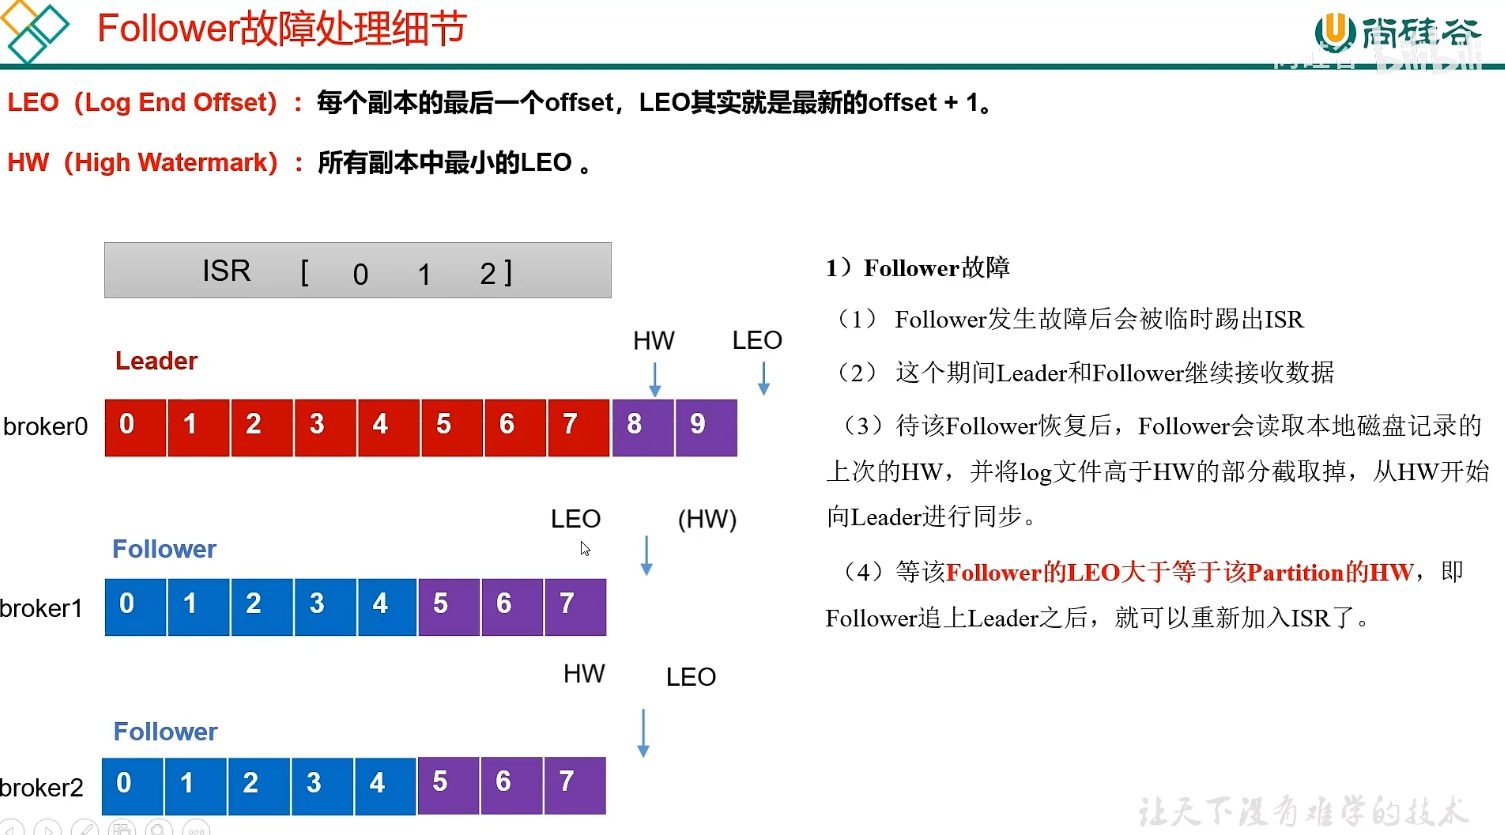 Follower故障处理细节
尚硅谷
尚硅谷 bilibili
LEO（Log End Offset）：每个副本的最后一个offset，LEO其实就是最新的offset + 1。
HW（High Watermark）：所有副本中最小的LEO 。
ISR [ 0 1 2 ]
HW LEO
Leader
broker0 0 1 2 3 4 5 6 7 8 9
LEO (HW)
Follower
broker1 0 1 2 3 4 5 6 7
HW LEO
Follower
broker2 0 1 2 3 4 5 6 7
1）Follower故障
（1） Follower发生故障后会被临时踢出ISR
（2） 这个期间Leader和Follower继续接收数据
（3）待该Follower恢复后，Follower会读取本地磁盘记录的
上次的HW，并将log文件高于HW的部分截取掉，从HW开始
向Leader进行同步。
（4）等该Follower的LEO大于等于该Partition的HW，即
Follower追上Leader之后，就可以重新加入ISR了。
让天下没有难学的技术